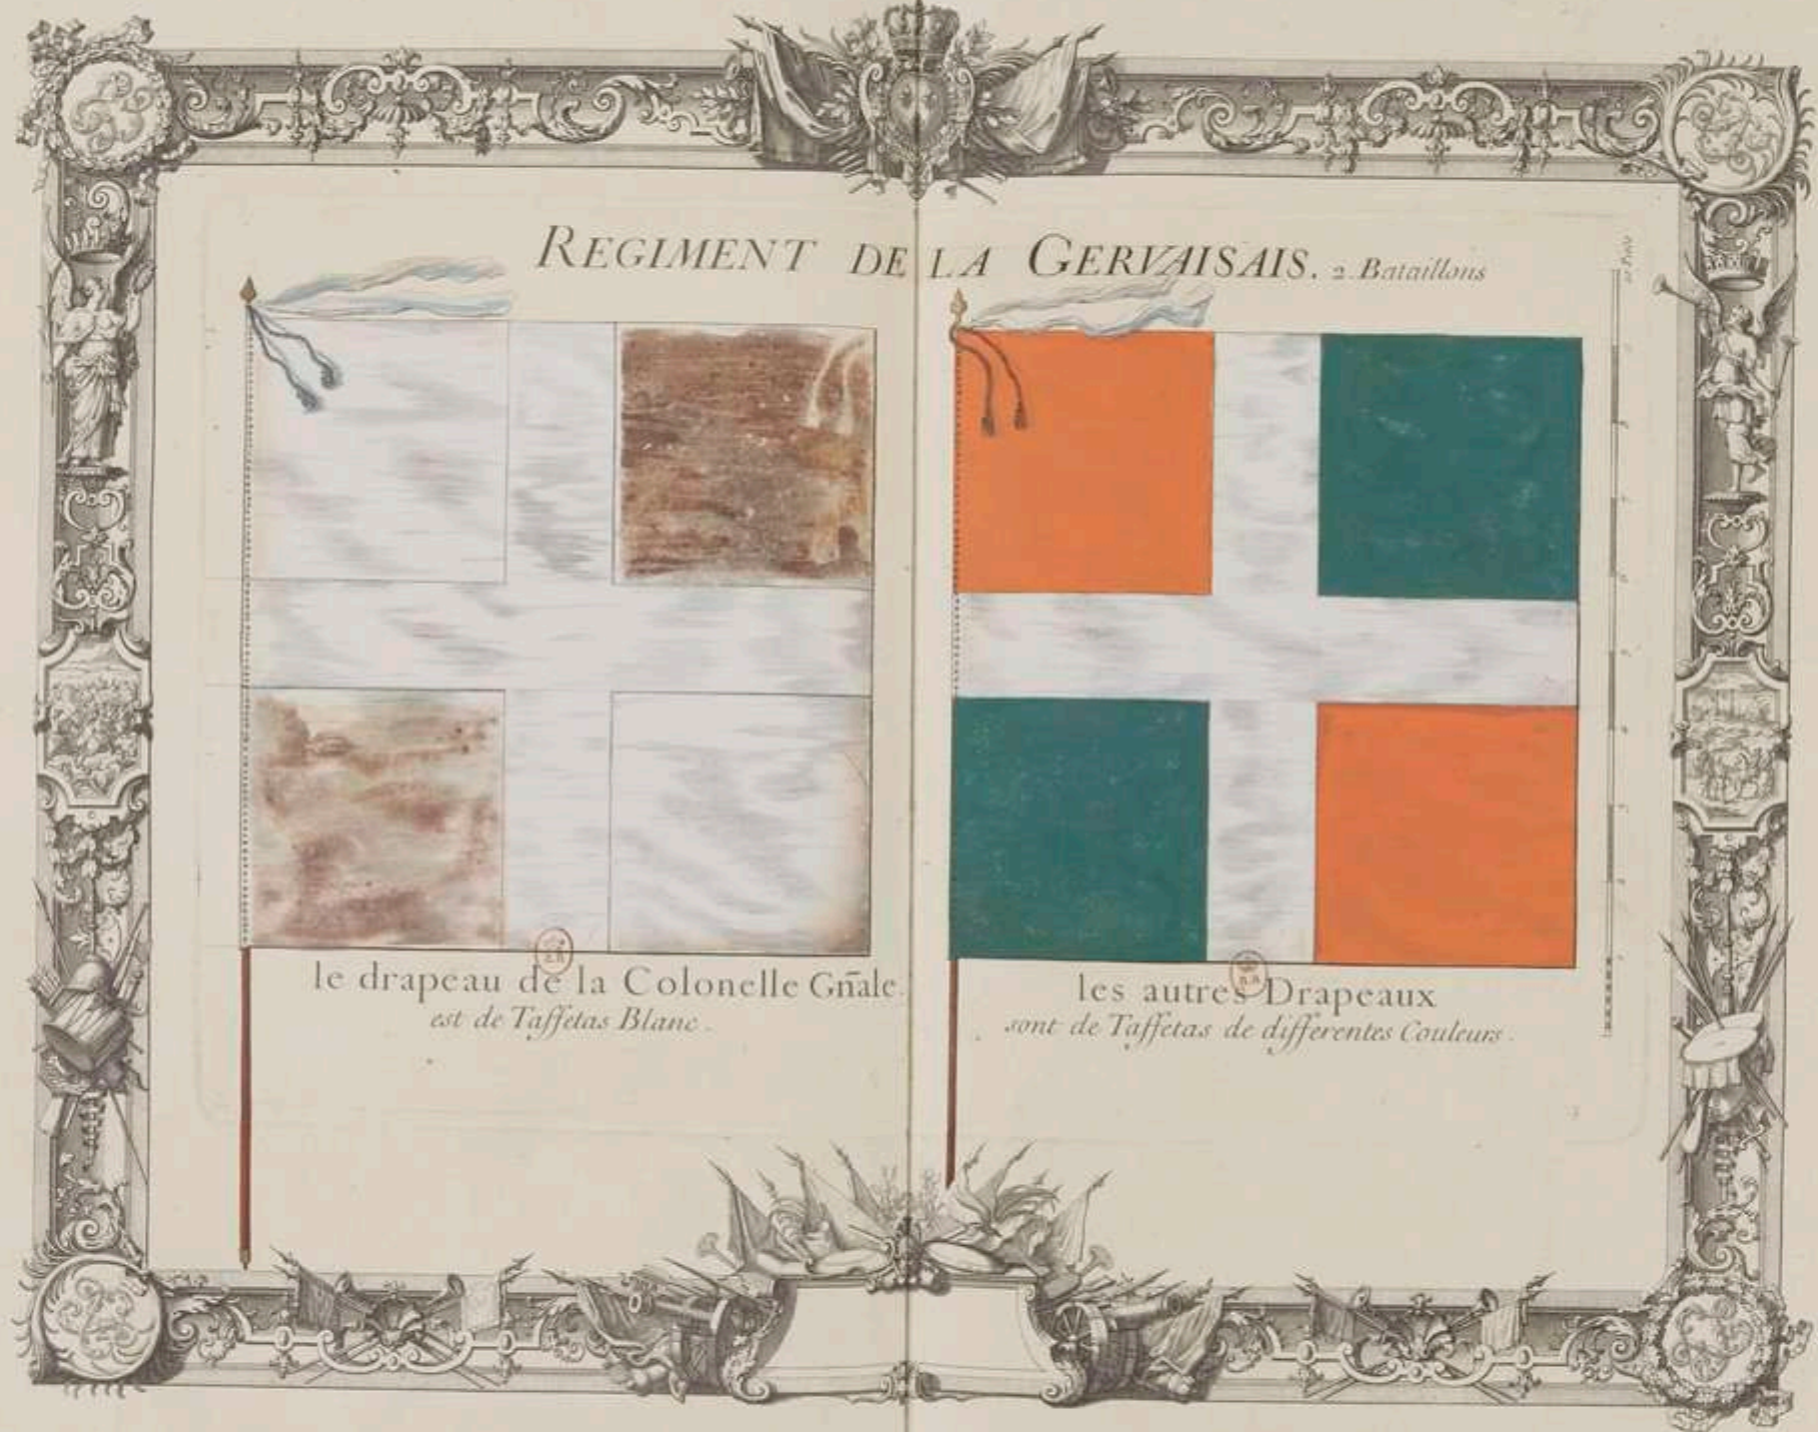 REGIMENT DE LA GERVAISAIS. 2. Bataillons
le drapeau de la Colonelle Gñale.
est de Taffetas Blanc.
les autres Drapeaux
sont de Taffetas de differentes Couleurs.